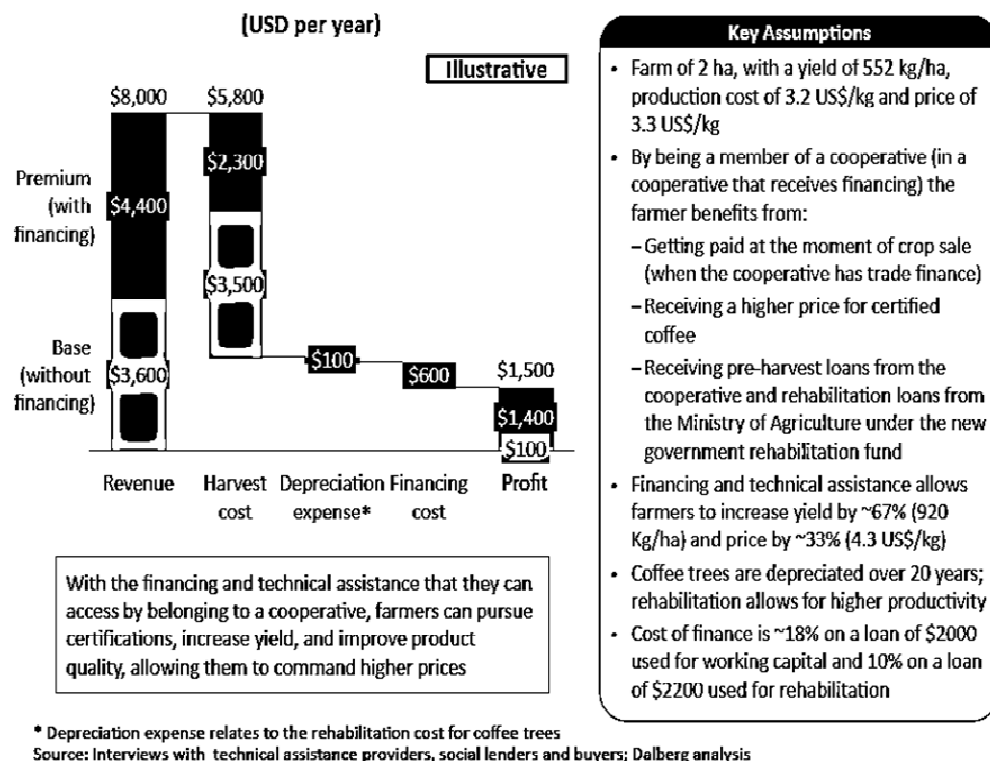 (USD per year)
Illustrative
$8,000
$5,800
Premium
(with
financing)
$4,400
$2,300
$3,500
Base
(without
financing)
$3,600
$100
$600
$1,500
$1,400
$100
Revenue
Harvest
cost
Depreciation
expense*
Financing
cost
Profit
With the financing and technical assistance that they can
access by belonging to a cooperative, farmers can pursue
certifications, increase yield, and improve product
quality, allowing them to command higher prices
Key Assumptions
• Farm of 2 ha, with a yield of 552 kg/ha,
production cost of 3.2 US$/kg and price of
3.3 US$/kg
• By being a member of a cooperative (in a
cooperative that receives financing) the
farmer benefits from:
–Getting paid at the moment of crop sale
(when the cooperative has trade finance)
–Receiving a higher price for certified
coffee
–Receiving pre-harvest loans from the
cooperative and rehabilitation loans from
the Ministry of Agriculture under the new
government rehabilitation fund
• Financing and technical assistance allows
farmers to increase yield by ~67% (920
Kg/ha) and price by ~33% (4.3 US$/kg)
• Coffee trees are depreciated over 20 years;
rehabilitation allows for higher productivity
• Cost of finance is ~18% on a loan of $2000
used for working capital and 10% on a loan
of $2200 used for rehabilitation
* Depreciation expense relates to the rehabilitation cost for coffee trees
Source: Interviews with technical assistance providers, social lenders and buyers; Dalberg analysis